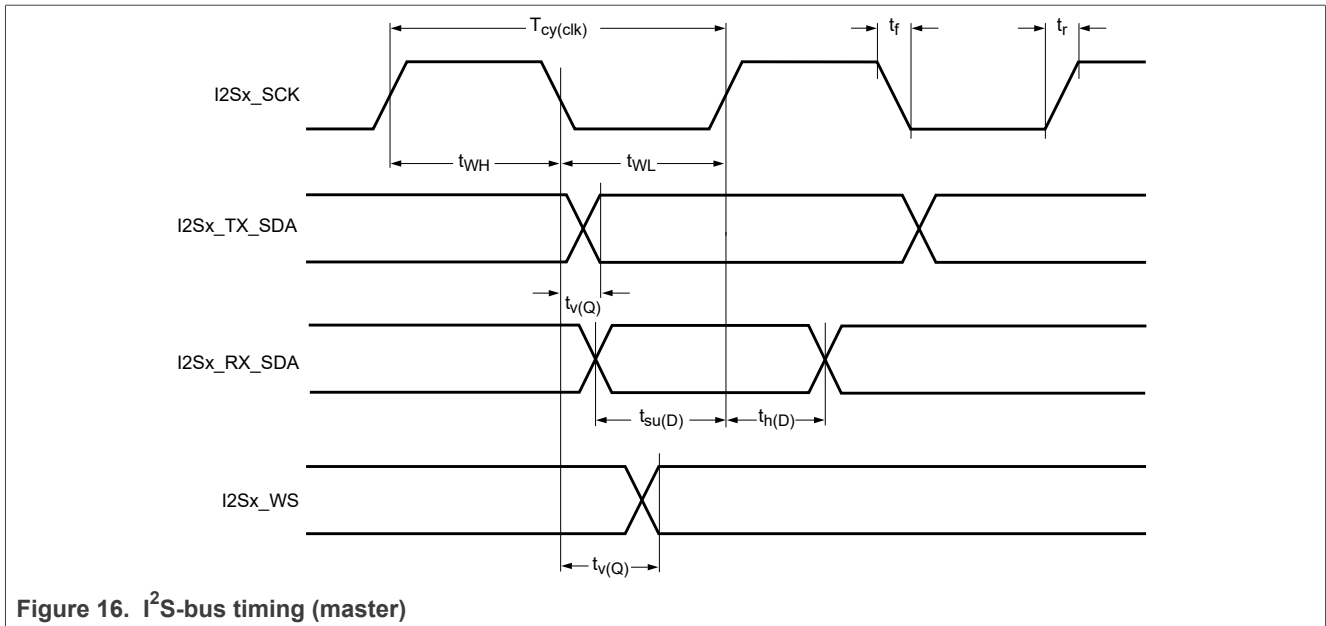 Tcy(clk)
tf
tr
I2Sx_SCK
tWH
tWL
I2Sx_TX_SDA
tv(Q)
I2Sx_RX_SDA
tsu(D)
th(D)
I2Sx_WS
tv(Q)
Figure 16. I2S-bus timing (master)